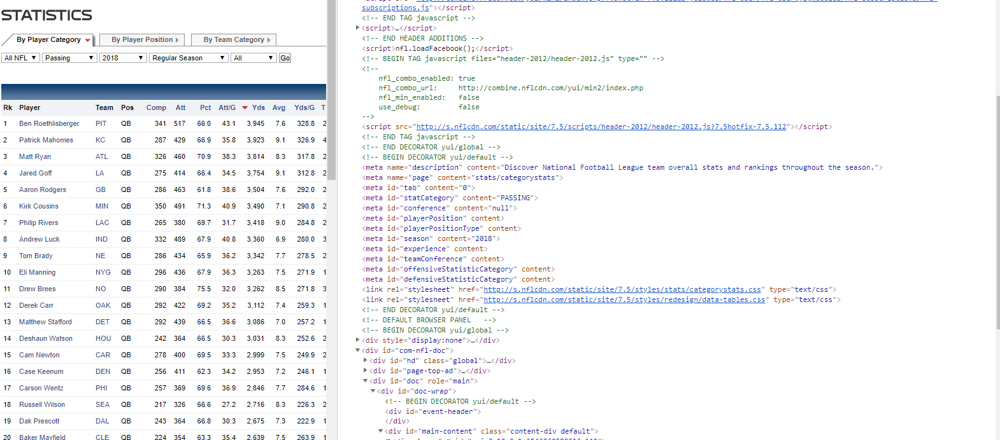 STATISTICS
By Player Category By Player Position By Team Category
All NFL Passing 2018 Regular Season All Go
Rk Player Team Pos Comp Att Pct Att/G Yds Avg Yds/G T
1 Ben Roethlisberger PIT QB 341 517 66.0 43.1 3,945 7.6 328.8 2
2 Patrick Mahomes KC QB 287 429 66.9 35.8 3,923 9.1 326.9 4
3 Matt Ryan ATL QB 326 460 70.9 38.3 3,814 8.3 317.8 2
4 Jared Goff LA QB 275 414 66.4 34.5 3,754 9.1 312.8 2
5 Aaron Rodgers GB QB 286 463 61.8 38.6 3,504 7.6 292.0 2
6 Kirk Cousins MIN QB 350 491 71.3 40.9 3,490 7.1 290.8 2
7 Philip Rivers LAC QB 265 380 69.7 31.7 3,418 9.0 284.8 2
8 Andrew Luck IND QB 332 489 67.9 40.8 3,360 6.9 280.0 3
9 Tom Brady NE QB 286 434 65.9 36.2 3,342 7.7 278.5 2
10 Eli Manning NYG QB 296 436 67.9 36.3 3,263 7.5 271.9 1
11 Drew Brees NO QB 290 384 75.5 32.0 3,262 8.5 271.8 3
12 Derek Carr OAK QB 292 422 69.2 35.2 3,112 7.4 259.3 1
13 Matthew Stafford DET QB 292 439 66.5 36.6 3,086 7.0 257.2 1
14 Deshaun Watson HOU QB 242 364 66.5 30.3 3,031 8.3 252.6 2
15 Cam Newton CAR QB 278 400 69.5 33.3 2,999 7.5 249.9 2
16 Case Keenum DEN QB 256 411 62.3 34.2 2,953 7.2 246.1 1
17 Carson Wentz PHI QB 257 369 69.6 36.9 2,846 7.7 284.6 1
18 Russell Wilson SEA QB 217 326 66.6 27.2 2,716 8.3 226.3 2
19 Dak Prescott DAL QB 243 364 66.8 30.3 2,675 7.3 222.9 1
20 Baker Mayfield CLE QB 224 354 63.3 35.4 2,639 7.5 263.9 1
subscriptions.js"></script>
<!-- END TAG javascript -->
<script>…</script>
<!-- END HEADER ADDITIONS -->
<script>nfl.loadFacebook();</script>
<!-- BEGIN TAG javascript files="header-2012/header-2012.js" type="" -->
<!--
nfl_combo_enabled: true
nfl_combo_url: http://combine.nflcdn.com/yui/min2/index.php
nfl_min_enabled: false
use_debug: false
-->
<script src="http://s.nflcdn.com/static/site/7.5/scripts/header-2012/header-2012.js?7.5hotfix-7.5.112"></script>
<!-- END TAG javascript -->
<!-- END DECORATOR yui/global -->
<!-- BEGIN DECORATOR yui/default -->
<meta name="description" content="Discover National Football League team overall stats and rankings throughout the season.">
<meta name="page" content="stats/categorystats">
<meta id="tab" content="0">
<meta id="statCategory" content="PASSING">
<meta id="conference" content="null">
<meta id="playerPosition" content>
<meta id="playerPositionType" content>
<meta id="season" content="2018">
<meta id="experience" content>
<meta id="teamConference" content>
<meta id="offensiveStatisticCategory" content>
<meta id="defensiveStatisticCategory" content>
<link rel="stylesheet" href="http://s.nflcdn.com/static/site/7.5/styles/stats/categorystats.css" type="text/css">
<link rel="stylesheet" href="http://s.nflcdn.com/static/site/7.5/styles/redesign/data-tables.css" type="text/css">
<!-- END DECORATOR yui/default -->
<!-- DEFAULT BROWSER PANEL -->
<!-- BEGIN DECORATOR yui/global -->
<div style="display:none">…</div>
<div id="com-nfl-doc">
<div id="hd" class="global">…</div>
<div id="page-top-ad">…</div>
<div id="doc" role="main">
<div id="doc-wrap">
<!-- BEGIN DECORATOR yui/default -->
<div id="event-header">
</div>
<div id="main-content" class="content-div default">